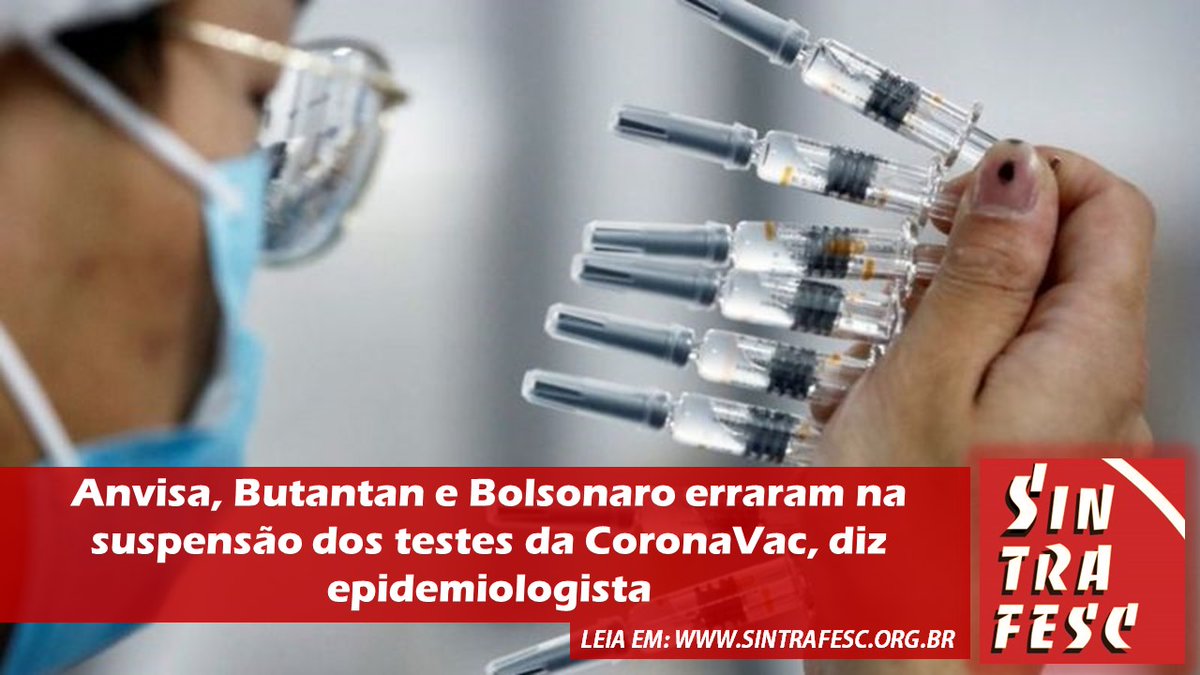 Anvisa, Butantan e Bolsonaro erraram na
suspensão dos testes da CoronaVac, diz
epidemiologista
LEIA EM: WWW.SINTRAFESC.ORG.BR
SIN
TRA
FESC